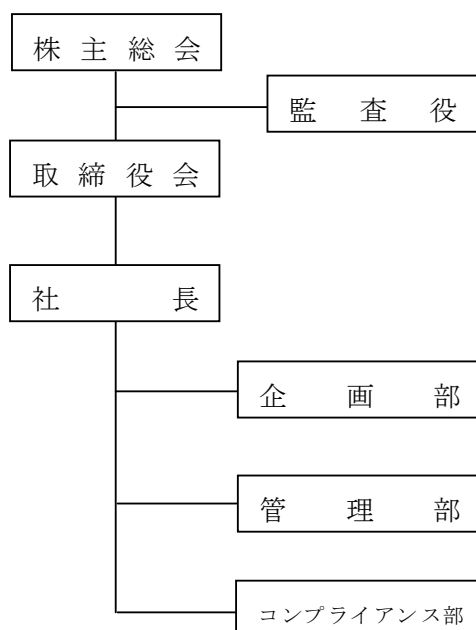 株主総会
監査役
取締役会
社長
企画部
管理部
コンプライアンス部